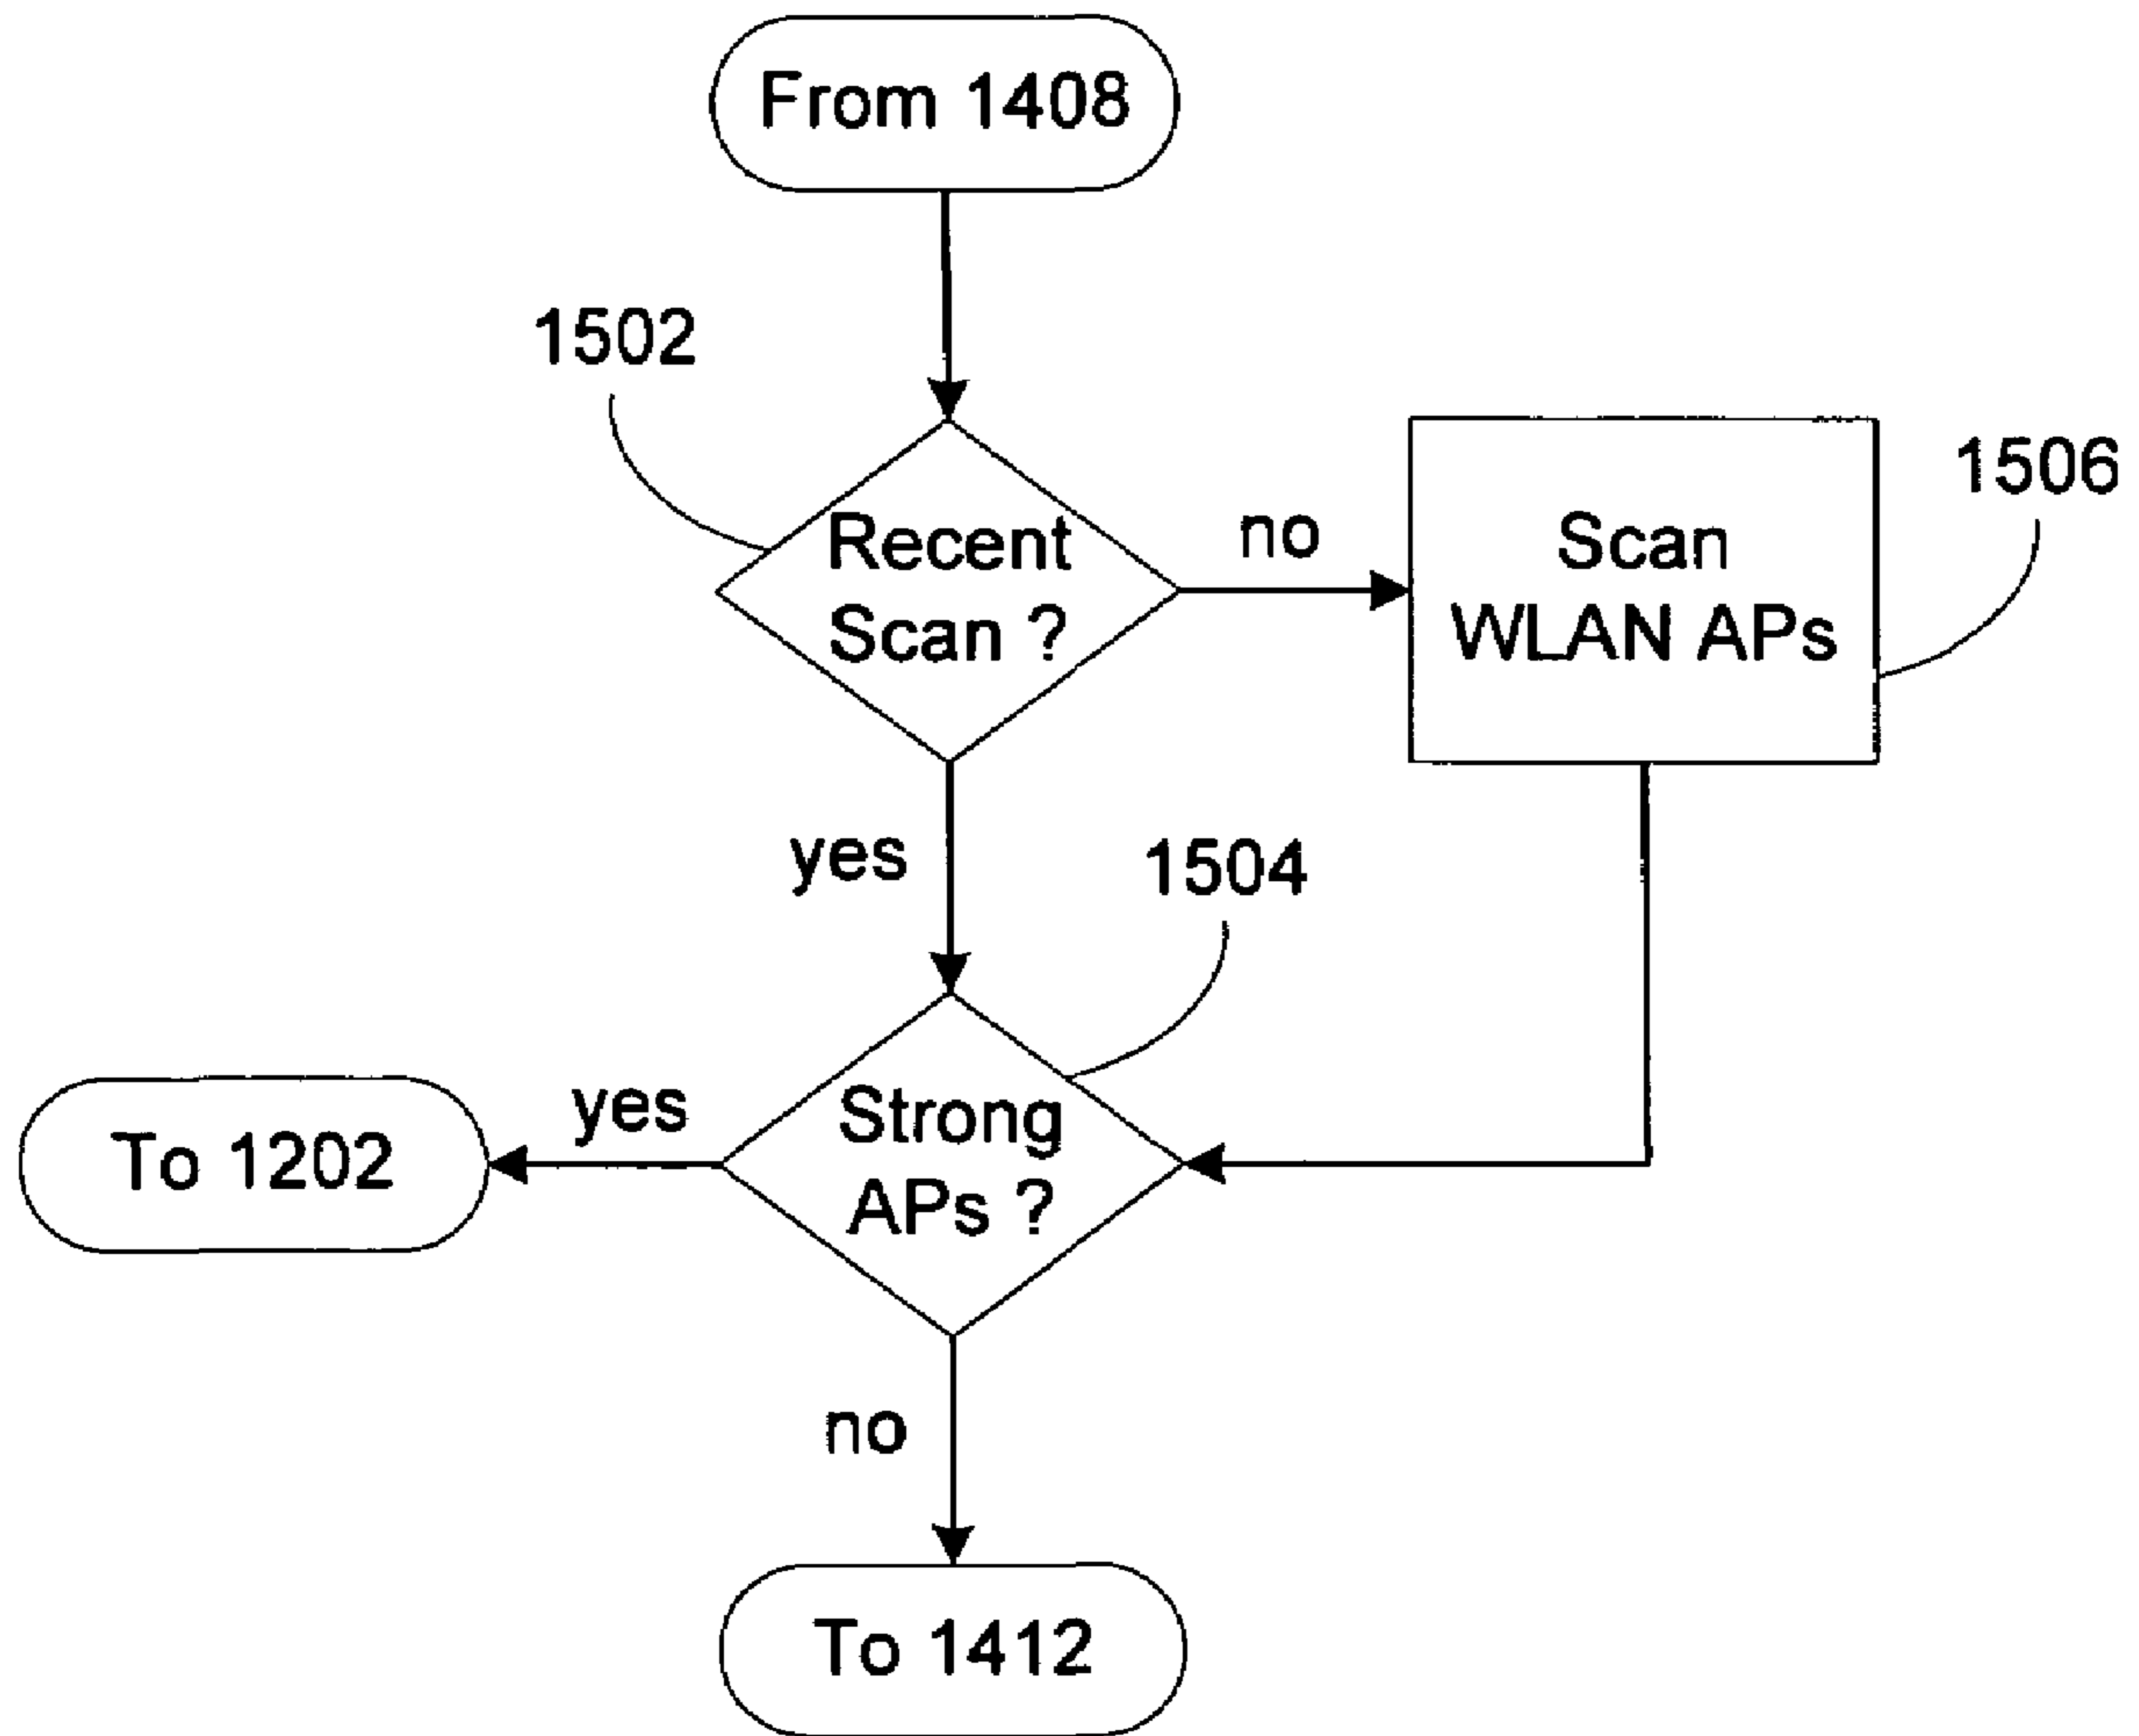 From 1408
1502
Recent
Scan ?
no
Scan
WLAN APs
1506
yes
1504
Strong
APs ?
yes
To 1202
no
To 1412